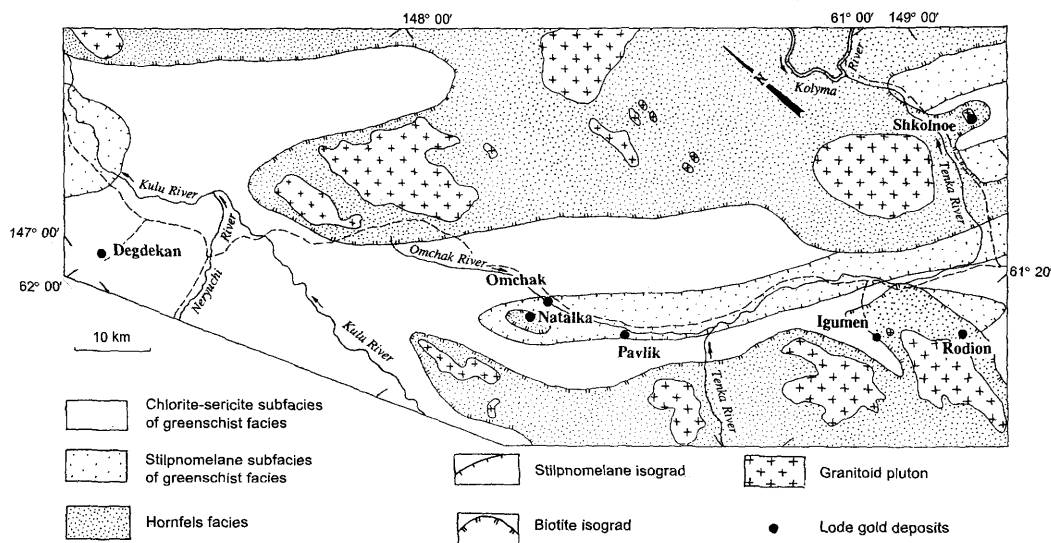 148° 00'
61° 00' 149° 00'
N
Kolyma
River
Shkolnoe
Kulu River
Tenka River
147° 00'
Degdekan
River
Neryuchi
Omchak River
61° 20'
62° 00'
Omchak
Natalka
Igumen
10 km
Kulu River
Pavlik
Rodion
Tenka River
Chlorite-sericite subfacies
of greenschist facies
Stilpnomelane subfacies
of greenschist facies
Stilpnomelane isograd
Granitoid pluton
Hornfels facies
Biotite isograd
Lode gold deposits